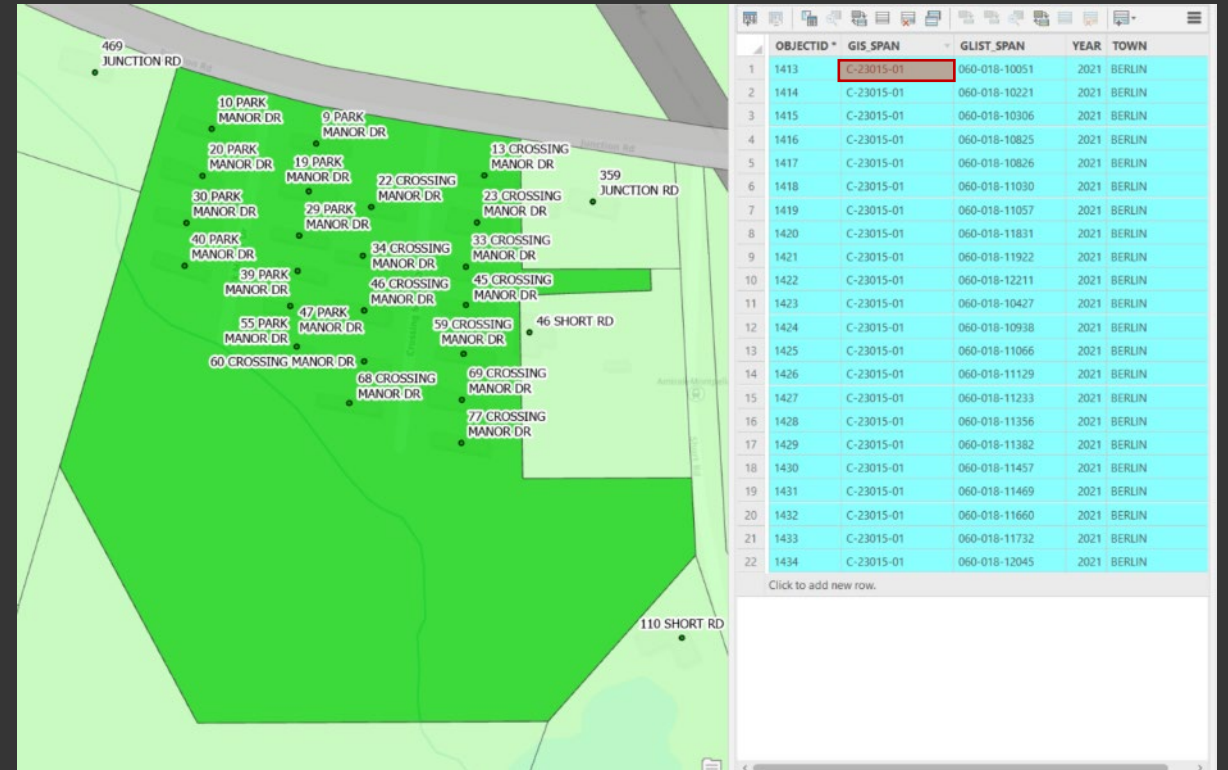 469
JUNCTION RD
10 PARK
MANOR DR
9 PARK
MANOR DR
20 PARK
MANOR DR
19 PARK
MANOR DR
13 CROSSING
MANOR DR
Junction Rd
359
JUNCTION RD
22 CROSSING
MANOR DR
30 PARK
MANOR DR
23 CROSSING
MANOR DR
29 PARK
MANOR DR
40 PARK
MANOR DR
34 CROSSING
MANOR DR
33 CROSSING
MANOR DR
39 PARK
MANOR DR
46 CROSSING
MANOR DR
45 CROSSING
MANOR DR
47 PARK
MANOR DR
55 PARK
MANOR DR
59 CROSSING
MANOR DR
46 SHORT RD
60 CROSSING MANOR DR
68 CROSSING
MANOR DR
69 CROSSING
MANOR DR
77 CROSSING
MANOR DR
110 SHORT RD
OBJECTID * GIS_SPAN GLIST_SPAN YEAR TOWN
1 1413 C-23015-01 060-018-10051 2021 BERLIN
2 1414 C-23015-01 060-018-10221 2021 BERLIN
3 1415 C-23015-01 060-018-10306 2021 BERLIN
4 1416 C-23015-01 060-018-10825 2021 BERLIN
5 1417 C-23015-01 060-018-10826 2021 BERLIN
6 1418 C-23015-01 060-018-11030 2021 BERLIN
7 1419 C-23015-01 060-018-11057 2021 BERLIN
8 1420 C-23015-01 060-018-11831 2021 BERLIN
9 1421 C-23015-01 060-018-11922 2021 BERLIN
10 1422 C-23015-01 060-018-12211 2021 BERLIN
11 1423 C-23015-01 060-018-10427 2021 BERLIN
12 1424 C-23015-01 060-018-10938 2021 BERLIN
13 1425 C-23015-01 060-018-11066 2021 BERLIN
14 1426 C-23015-01 060-018-11129 2021 BERLIN
15 1427 C-23015-01 060-018-11233 2021 BERLIN
16 1428 C-23015-01 060-018-11356 2021 BERLIN
17 1429 C-23015-01 060-018-11382 2021 BERLIN
18 1430 C-23015-01 060-018-11457 2021 BERLIN
19 1431 C-23015-01 060-018-11469 2021 BERLIN
20 1432 C-23015-01 060-018-11660 2021 BERLIN
21 1433 C-23015-01 060-018-11732 2021 BERLIN
22 1434 C-23015-01 060-018-12045 2021 BERLIN
Click to add new row.